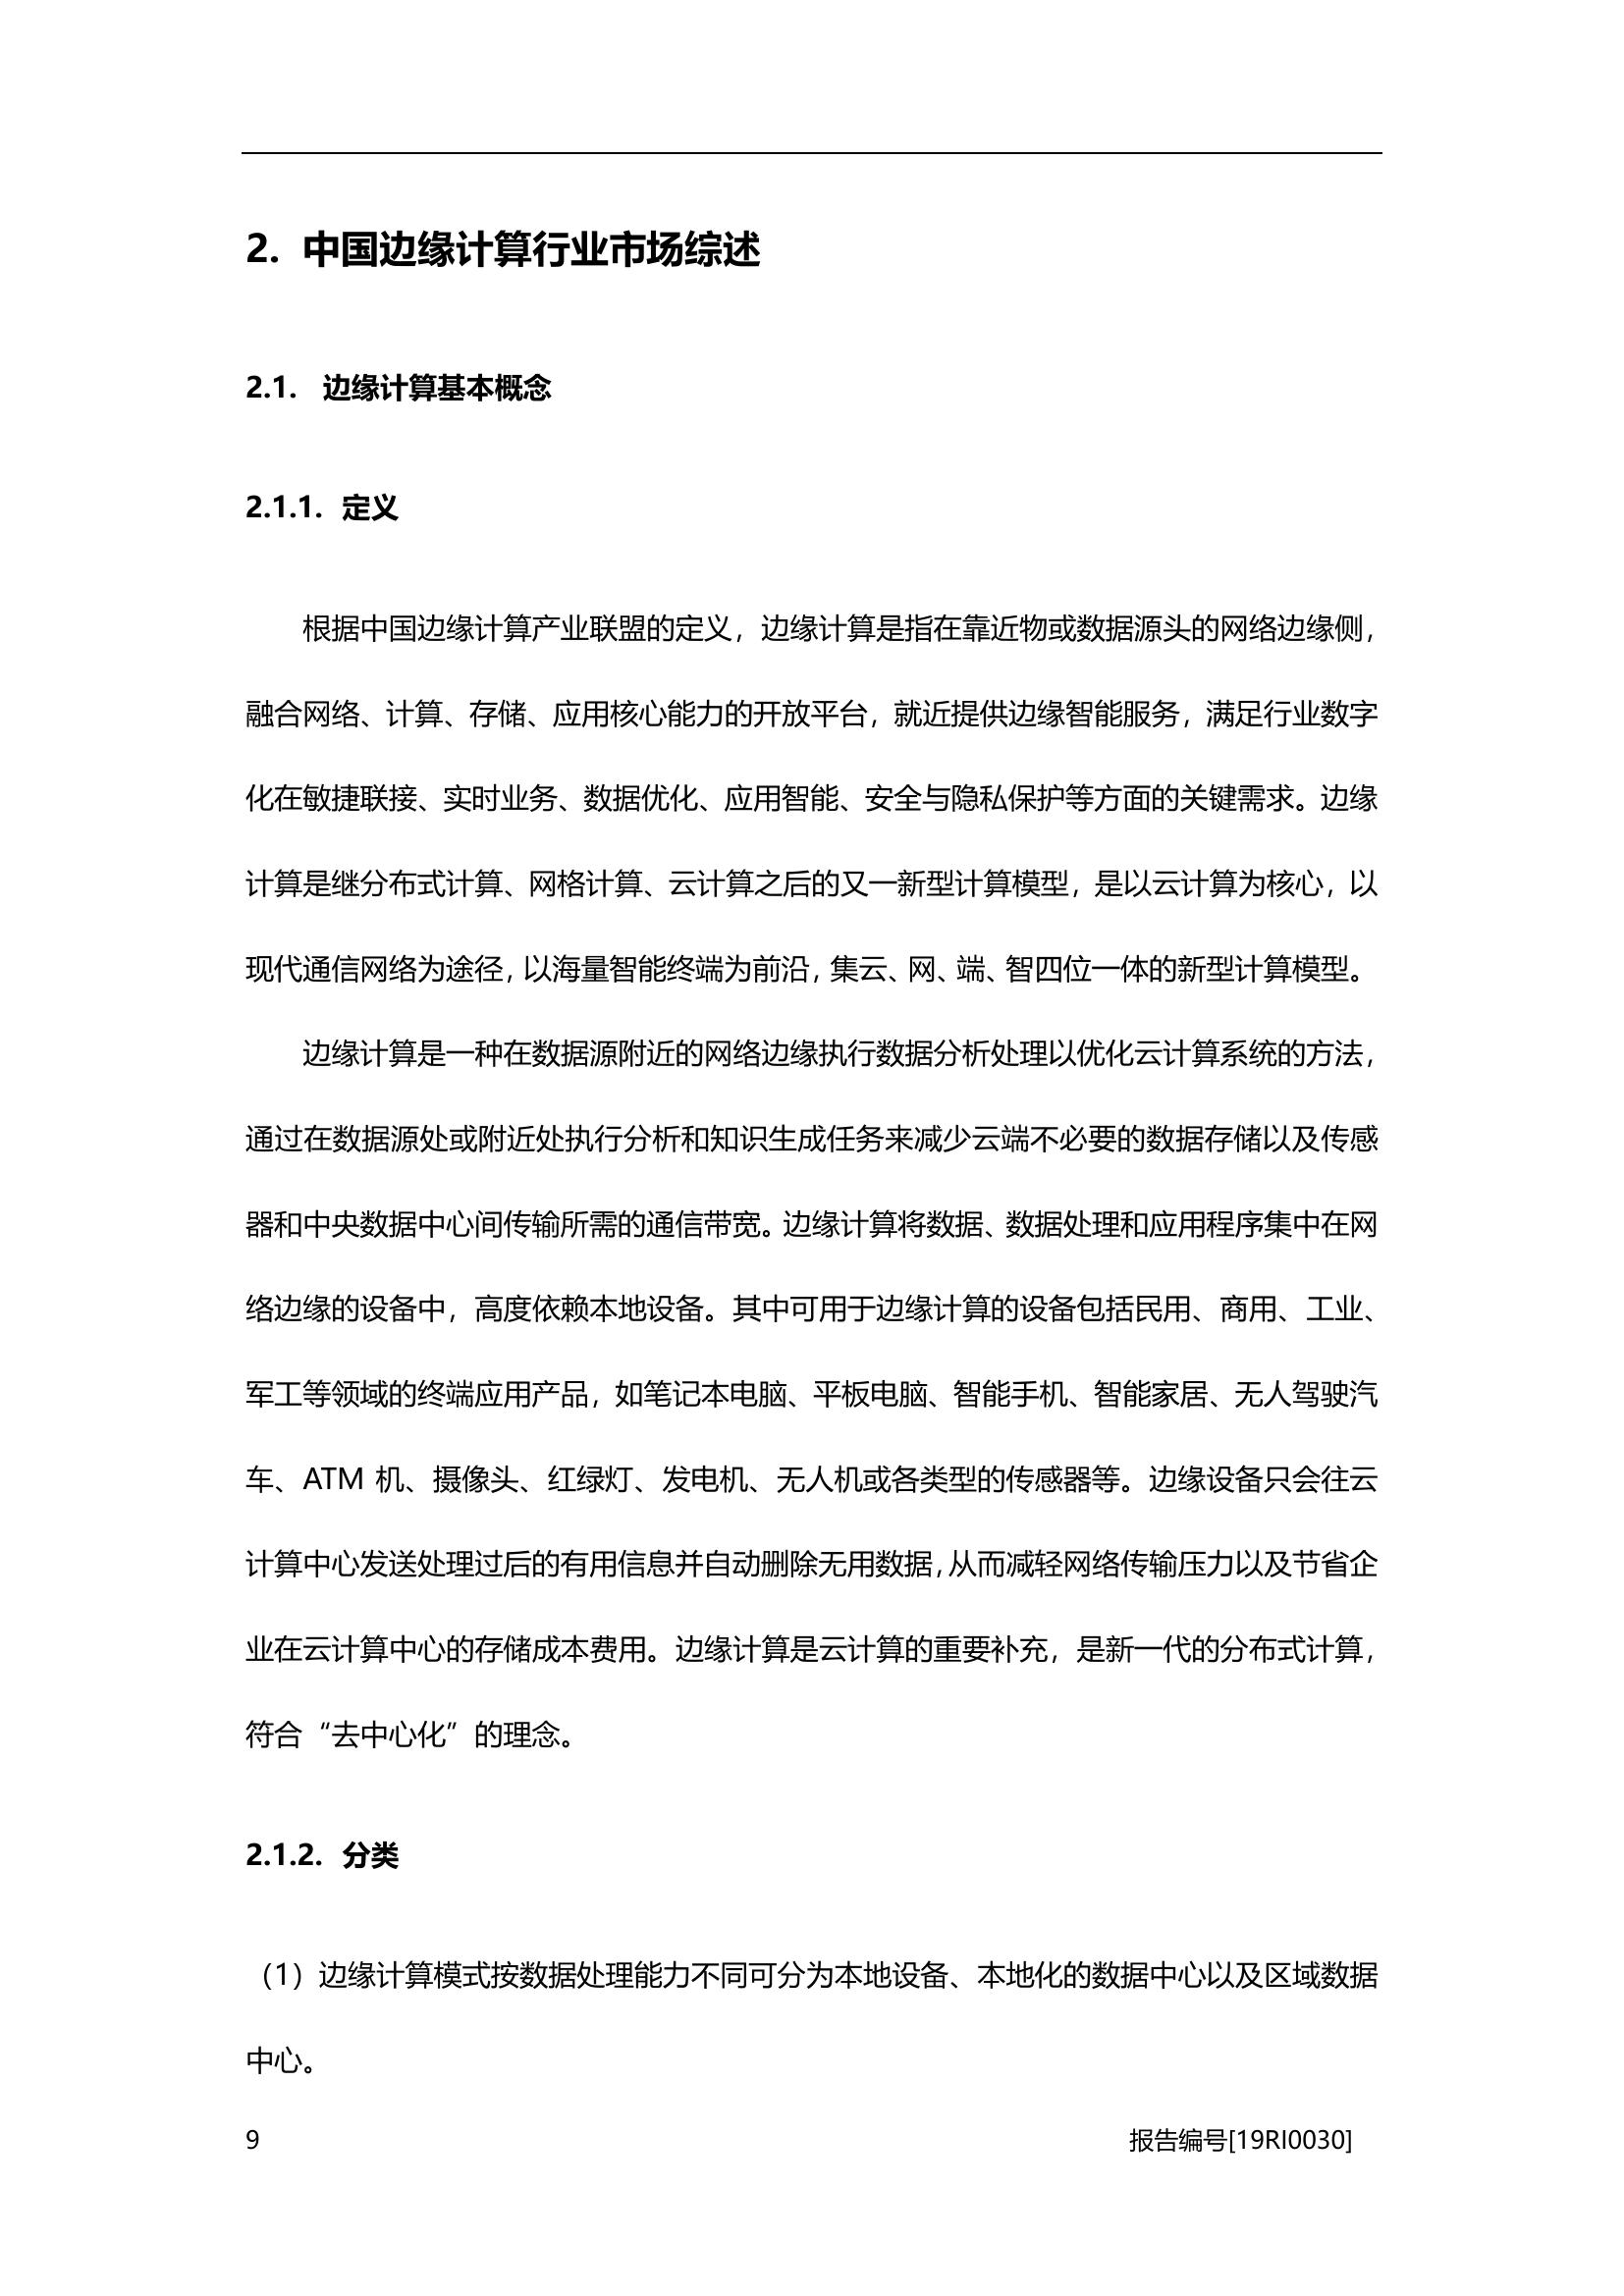 2. 中国边缘计算行业市场综述
2.1. 边缘计算基本概念
2.1.1. 定义
根据中国边缘计算产业联盟的定义，边缘计算是指在靠近物或数据源头的网络边缘侧，
融合网络、计算、存储、应用核心能力的开放平台，就近提供边缘智能服务，满足行业数字
化在敏捷联接、实时业务、数据优化、应用智能、安全与隐私保护等方面的关键需求。边缘
计算是继分布式计算、网格计算、云计算之后的又一新型计算模型，是以云计算为核心，以
现代通信网络为途径，以海量智能终端为前沿，集云、网、端、智四位一体的新型计算模型。
边缘计算是一种在数据源附近的网络边缘执行数据分析处理以优化云计算系统的方法，
通过在数据源处或附近处执行分析和知识生成任务来减少云端不必要的数据存储以及传感
器和中央数据中心间传输所需的通信带宽。边缘计算将数据、数据处理和应用程序集中在网
络边缘的设备中，高度依赖本地设备。其中可用于边缘计算的设备包括民用、商用、工业、
军工等领域的终端应用产品，如笔记本电脑、平板电脑、智能手机、智能家居、无人驾驶汽
车、ATM 机、摄像头、红绿灯、发电机、无人机或各类型的传感器等。边缘设备只会往云
计算中心发送处理过后的有用信息并自动删除无用数据，从而减轻网络传输压力以及节省企
业在云计算中心的存储成本费用。边缘计算是云计算的重要补充，是新一代的分布式计算，
符合“去中心化”的理念。
2.1.2. 分类
（1）边缘计算模式按数据处理能力不同可分为本地设备、本地化的数据中心以及区域数据
中心。
9 报告编号[19RI0030]